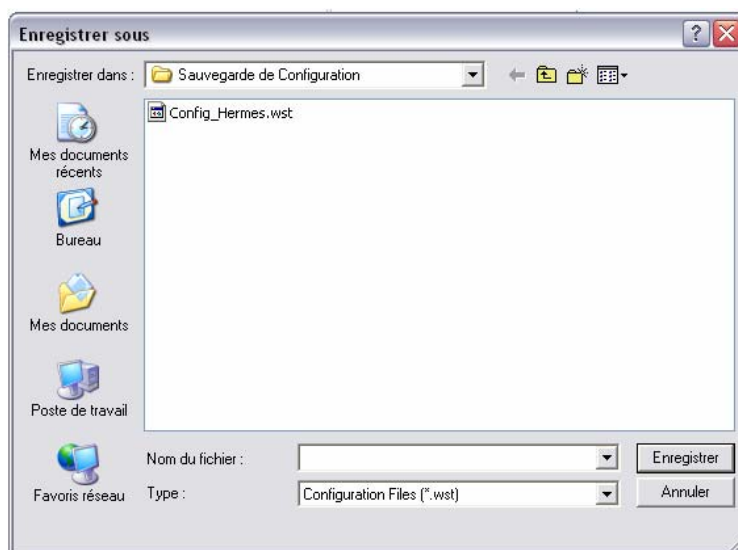 Enregistrer sous
Enregistrer dans :
Sauvegarde de Configuration
Config_Hermes.wst
Mes documents
récents
Bureau
Mes documents
Poste de travail
Favoris réseau
Nom du fichier :
Enregistrer
Type :
Configuration Files (*.wst)
Annuler